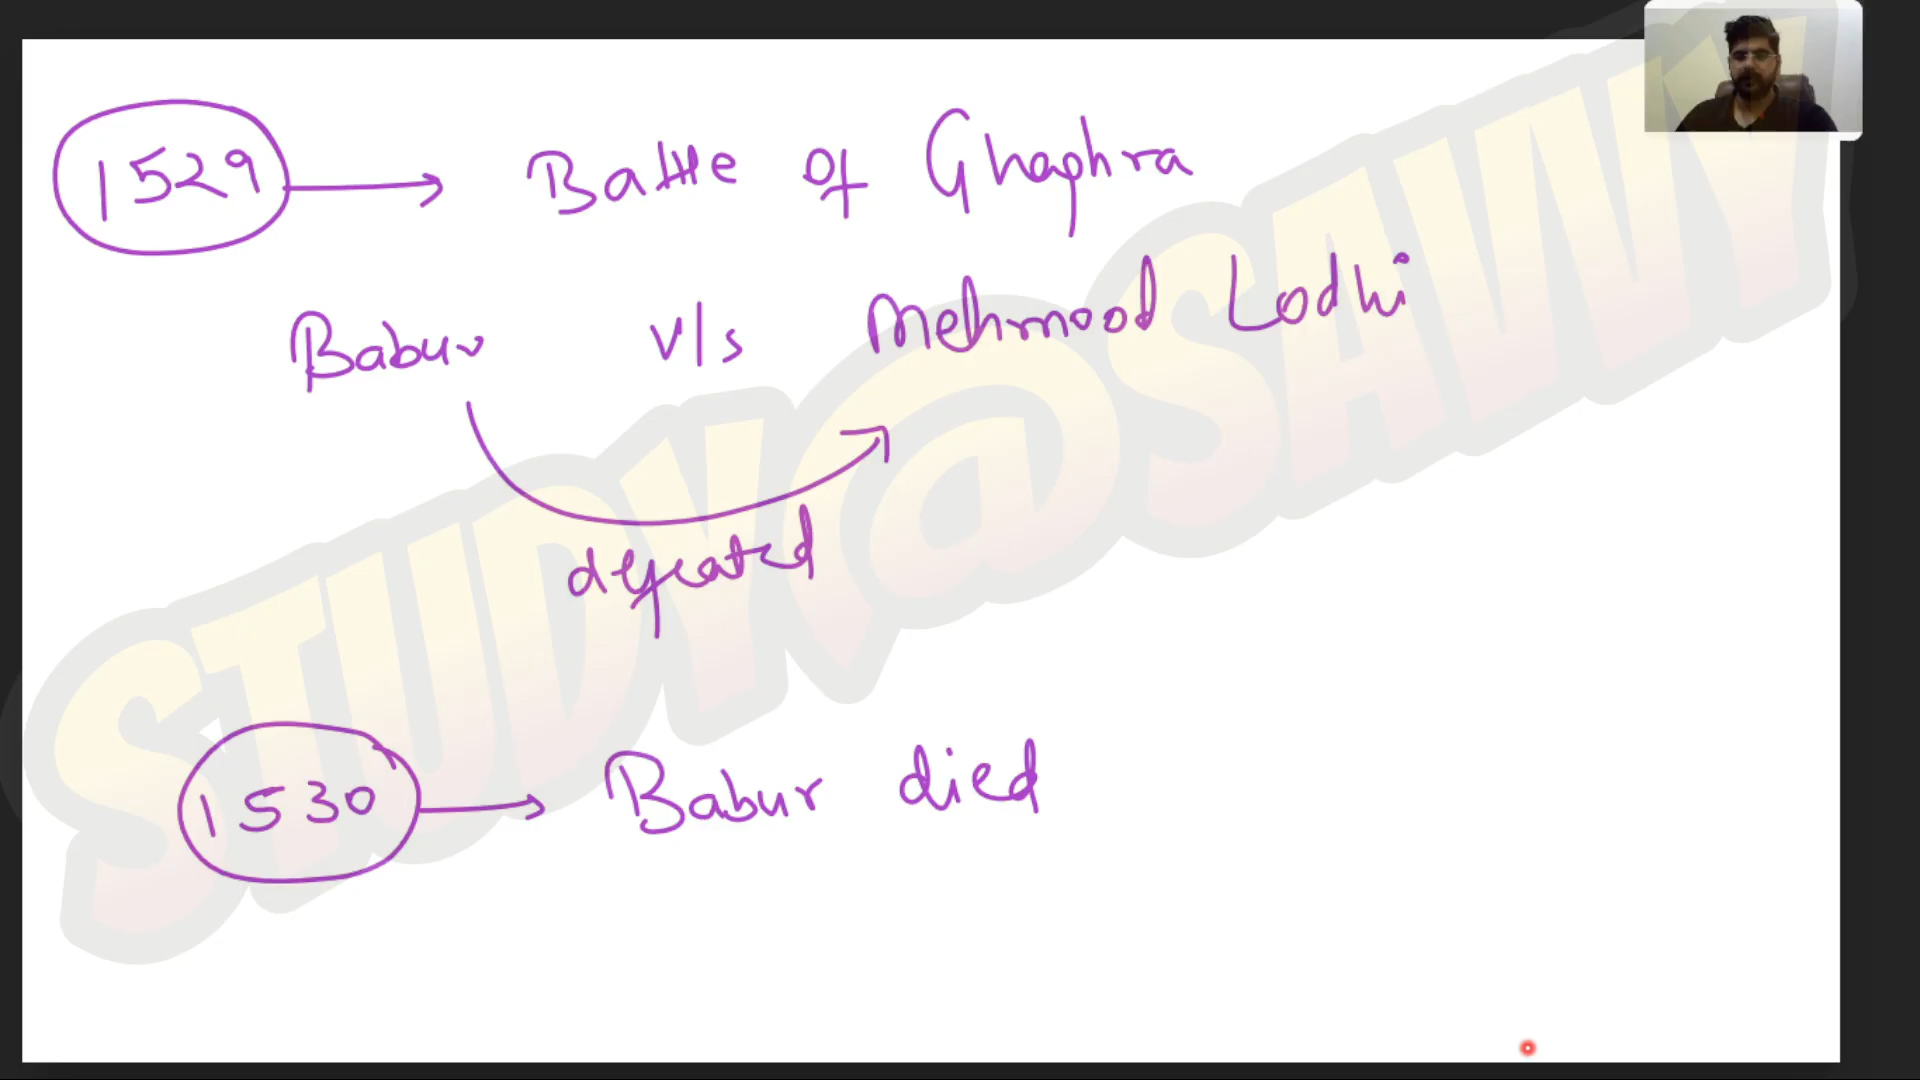 1529 → Battle of Ghaghra
Babur v/s Mehmood Lodhi
defeated
1530 → Babur died
STUDY@SAVVY